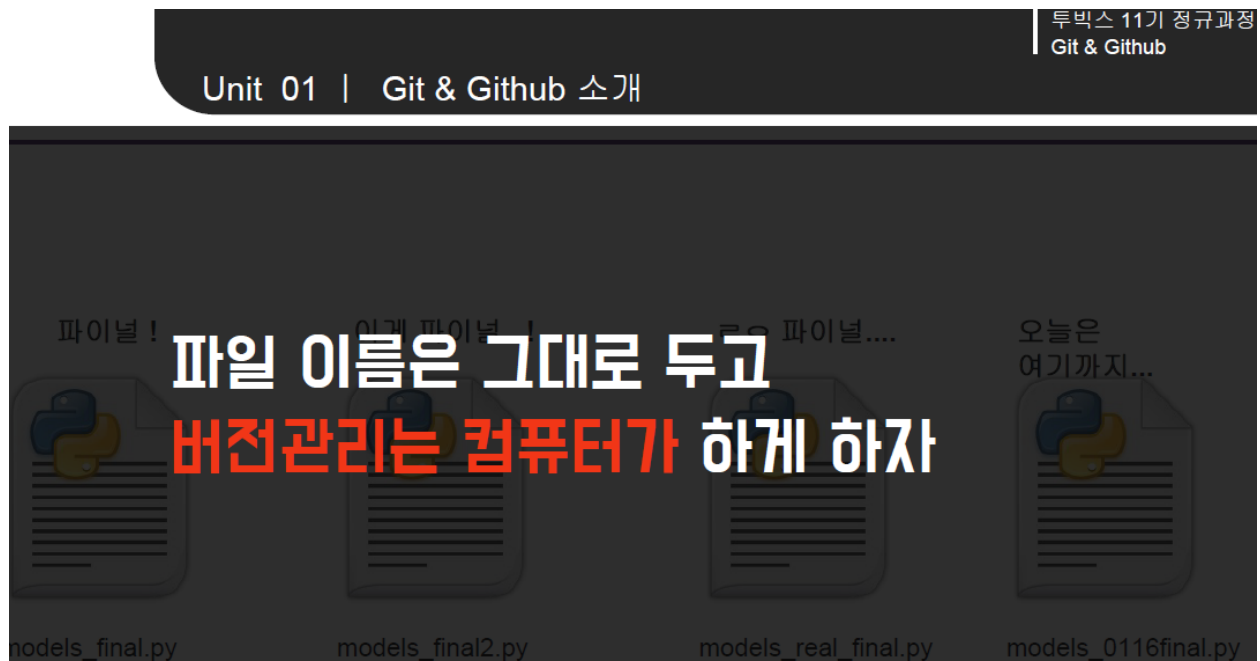 투빅스 11기 정규과정
Git & Github
Unit 01 | Git & Github 소개
파이널 !
파이널
파이널....
오늘은
여기까지...
파일 이름은 그대로 두고
버전관리는 컴퓨터가 하게 하자
models_final.py
models_final2.py
models_real_final.py
models_0116final.py